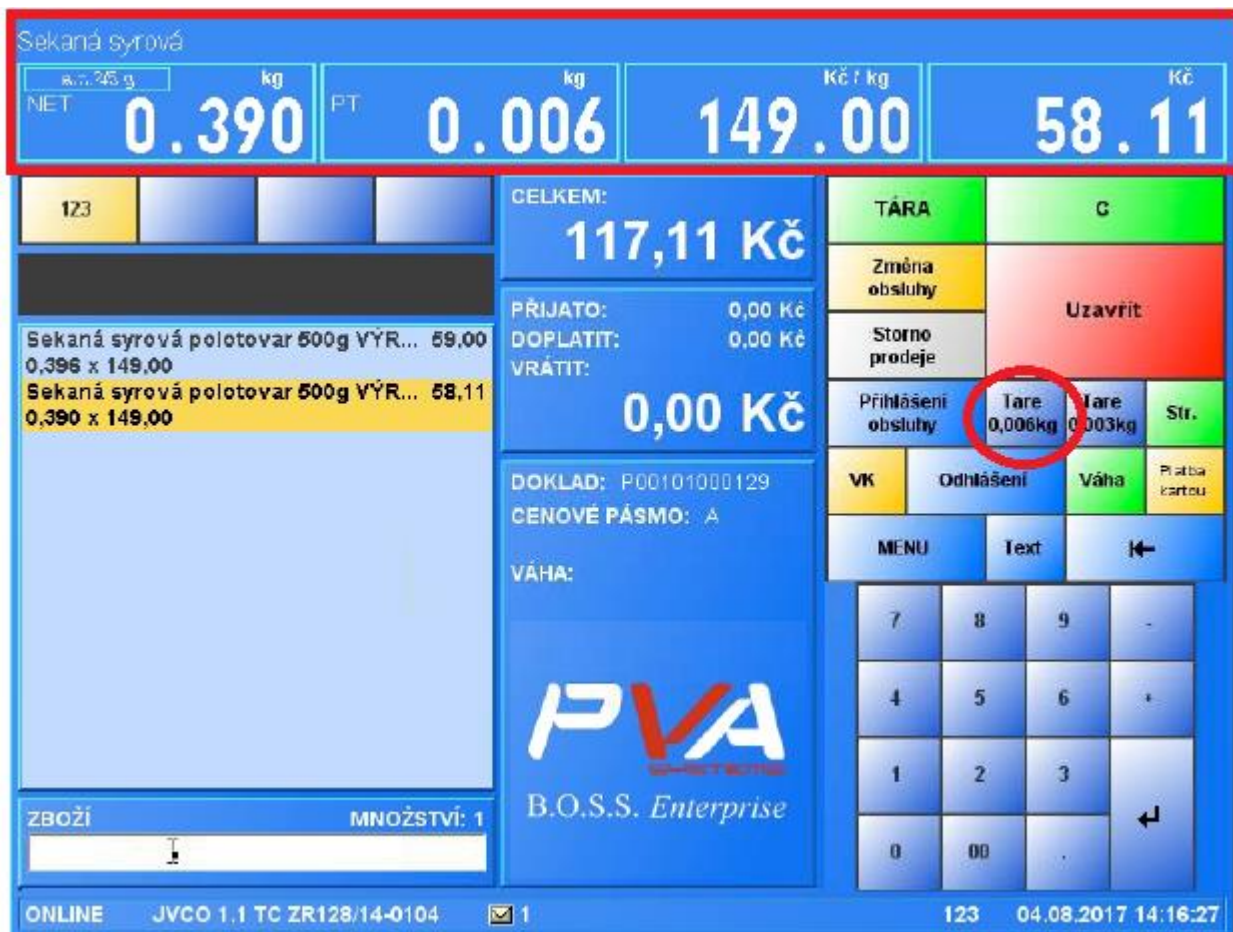 Sekaná syrová
NET 0.390 kg
PT 0.006 kg
149.00 Kč / kg
58.11 Kč
123
CELKEM:
117,11 Kč
TÁRA
C
Změna
obsluhy
Uzavřít
Storno
prodeje
PŘIJATO: 0,00 Kč
DOPLATIT: 0,00 Kč
VRÁTIT:
0,00 Kč
Sekaná syrová polotovar 500g VÝR... 59,00
0,396 x 149,00
Sekaná syrová polotovar 500g VÝR... 58,11
0,390 x 149,00
Přihlášení
obsluhy
Tare
0,006kg
Tare
0,003kg
Str.
VK
Odhlášení
Váha
Platba
kartou
MENU
Text
DOKLAD: P00101000129
CENOVÉ PÁSMO: A
VÁHA:
7 8 9 -
4 5 6 +
1 2 3
0 00 .
PVA
B.O.S.S. Enterprise
ZBOŽÍ MNOŽSTVÍ: 1
ONLINE JVCO 1.1 TC ZR128/14-0104 1 123 04.08.2017 14:16:27